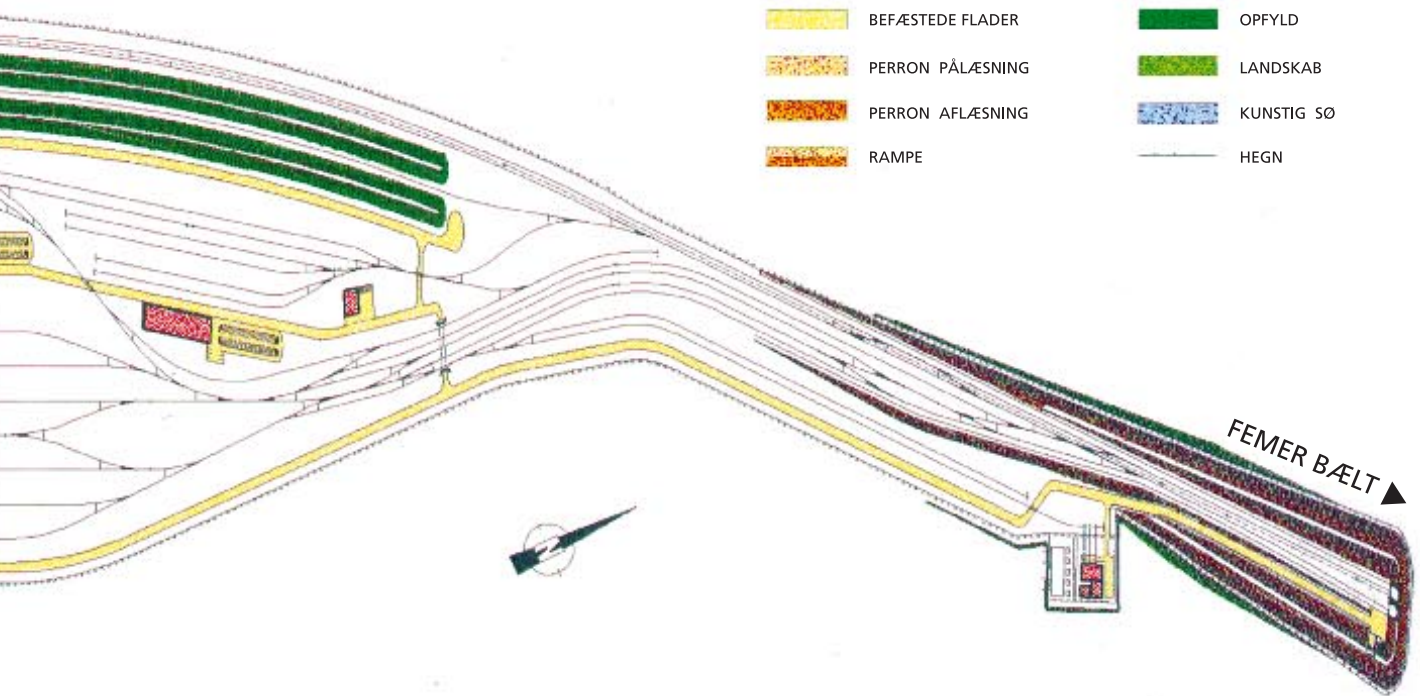 BEFÆSTEDE FLADER
PERRON PÅLÆSNING
PERRON AFLÆSNING
RAMPE
OPFYLD
LANDSKAB
KUNSTIG SØ
HEGN
FEMER BÆLT